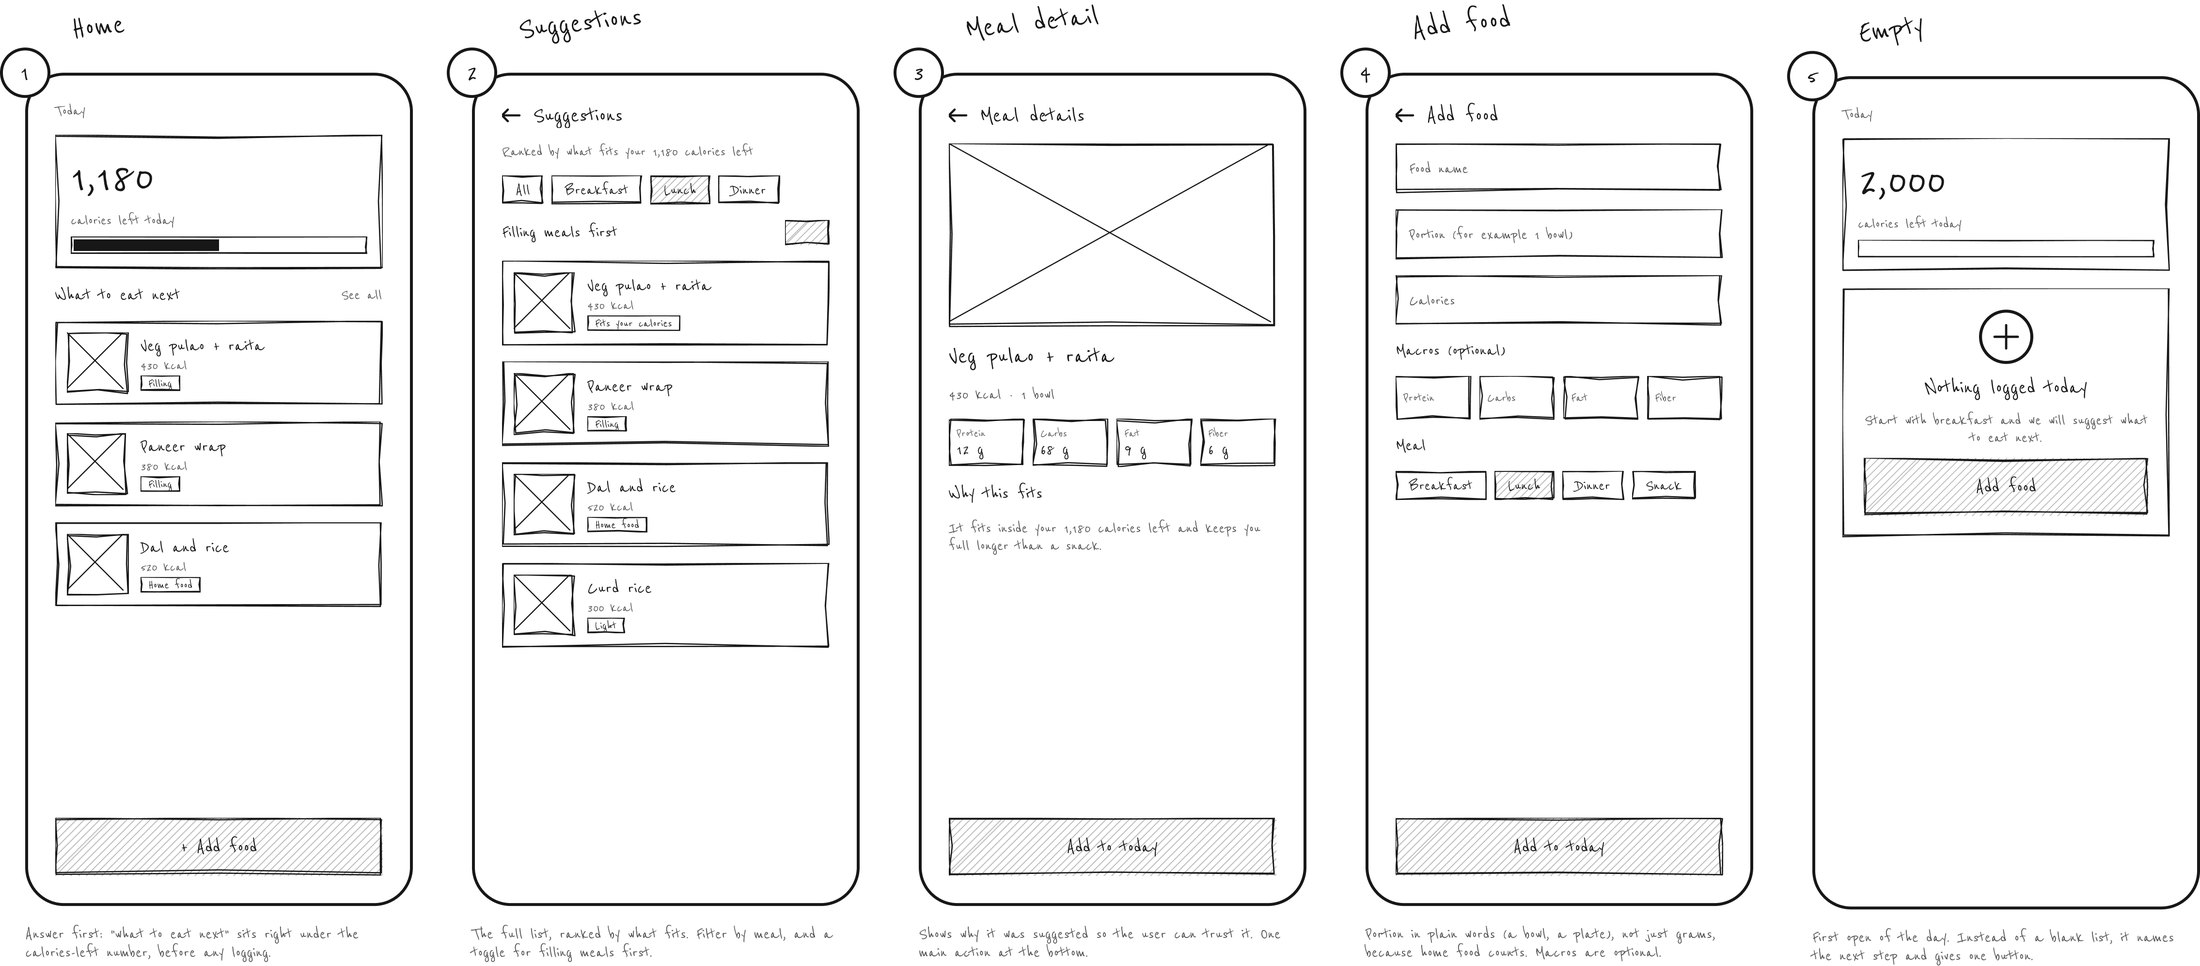 Home
1
Today
1,180
calories left today
What to eat next
See all
Veg pulao + raita
430 kcal
Filling
Paneer wrap
380 kcal
Filling
Dal and rice
520 kcal
Home food
+ Add food
Answer first: "what to eat next" sits right under the
calories-left number, before any logging.
Suggestions
2
← Suggestions
Ranked by what fits your 1,180 calories left
All
Breakfast
Lunch
Dinner
Filling meals first
Veg pulao + raita
430 kcal
Fits your calories
Paneer wrap
380 kcal
Filling
Dal and rice
520 kcal
Home food
Curd rice
300 kcal
Light
The full list, ranked by what fits. Filter by meal, and a
toggle for filling meals first.
Meal detail
3
← Meal details
Veg pulao + raita
430 kcal · 1 bowl
Protein
12 g
Carbs
68 g
Fat
9 g
Fiber
6 g
Why this fits
It fits inside your 1,180 calories left and keeps you
full longer than a snack.
Add to today
Shows why it was suggested so the user can trust it. One
main action at the bottom.
Add food
4
← Add food
Food name
Portion (for example 1 bowl)
Calories
Macros (optional)
Protein
Carbs
Fat
Fiber
Meal
Breakfast
Lunch
Dinner
Snack
Add to today
Portion in plain words (a bowl, a plate), not just grams,
because home food counts. Macros are optional.
Empty
5
Today
2,000
calories left today
Nothing logged today
Start with breakfast and we will suggest what
to eat next.
Add food
First open of the day. Instead of a blank list, it names
the next step and gives one button.